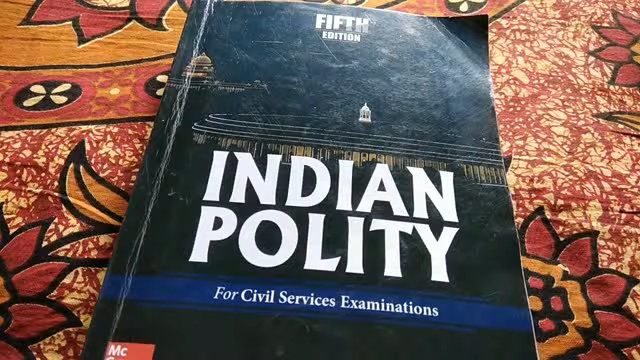 FIFTH
EDITION
INDIAN
POLITY
For Civil Services Examinations
Mc